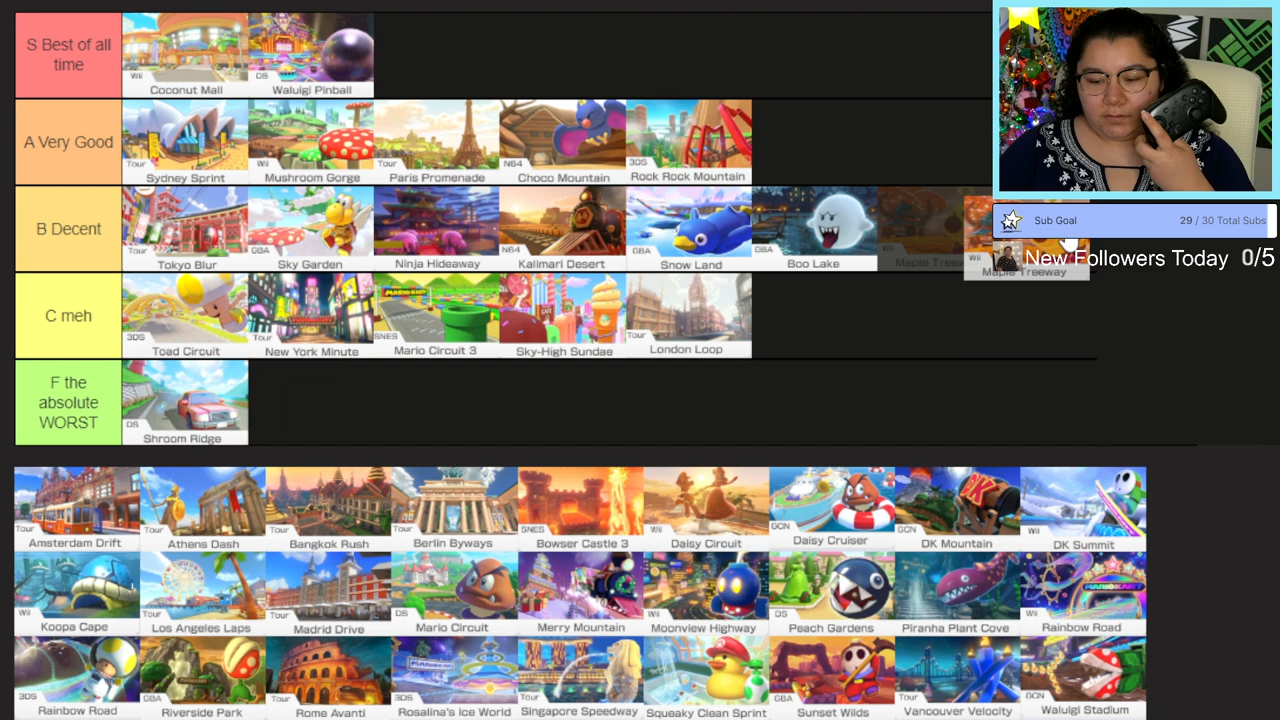 S Best of all
time
Wii
Coconut Mall
DS
Waluigi Pinball
A Very Good
Tour
Sydney Sprint
Wii
Mushroom Gorge
Tour
Paris Promenade
N64
Choco Mountain
3DS
Rock Rock Mountain
B Decent
Tour
Tokyo Blur
GBA
Sky Garden
Ninja Hideaway
N64
Kalimari Desert
GBA
Snow Land
GBA
Boo Lake
Wii
Maple Treeway
Wii
Maple Treeway
Sub Goal
29 / 30 Total Subs
New Followers Today 0/5
C meh
3DS
Toad Circuit
Tour
New York Minute
MARIO KART
SNES
Mario Circuit 3
Sky-High Sundae
Tour
London Loop
F the
absolute
WORST
DS
Shroom Ridge
Tour
Amsterdam Drift
Tour
Athens Dash
Tour
Bangkok Rush
Tour
Berlin Byways
SNES
Bowser Castle 3
Wii
Daisy Circuit
GCN
Daisy Cruiser
DK
GCN
DK Mountain
Wii
DK Summit
Wii
Koopa Cape
Tour
Los Angeles Laps
Tour
Madrid Drive
DS
Mario Circuit
Merry Mountain
Wii
Moonview Highway
DS
Peach Gardens
Piranha Plant Cove
MARIO KART
Wii
Rainbow Road
3DS
Rainbow Road
GBA
Riverside Park
Tour
Rome Avanti
MARIO KART
3DS
Rosalina's Ice World
Tour
Singapore Speedway
Squeaky Clean Sprint
GBA
Sunset Wilds
Tour
Vancouver Velocity
GCN
Waluigi Stadium